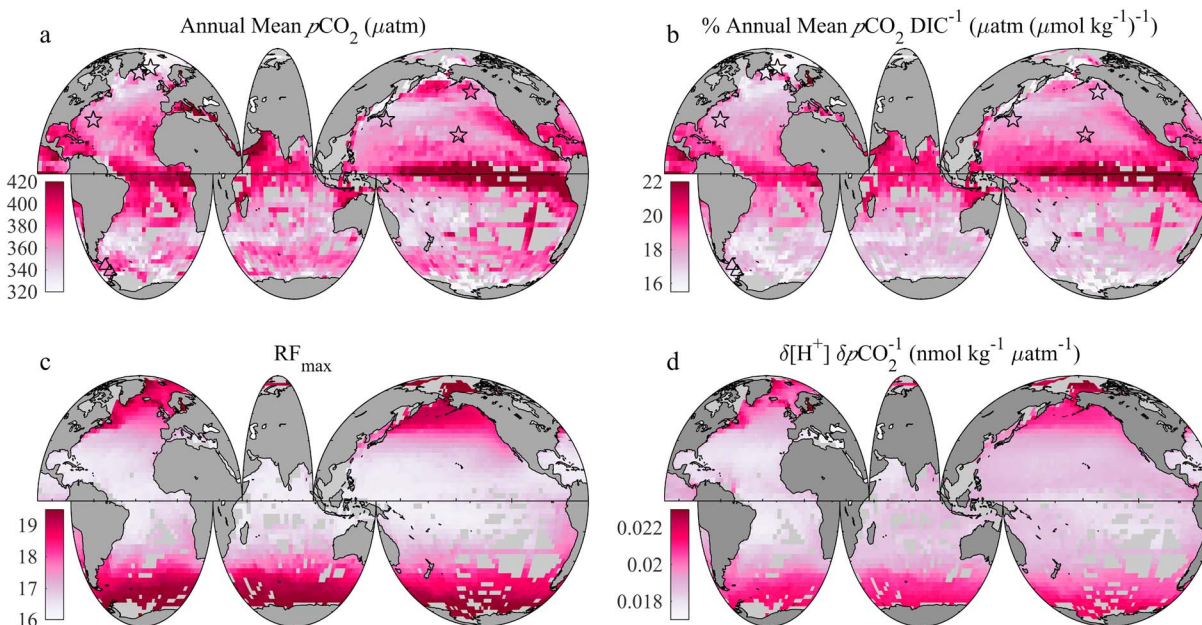 a
Annual Mean pCO₂ (μatm)
420
400
380
360
340
320
b
% Annual Mean pCO₂ DIC⁻¹ (μatm (μmol kg⁻¹)⁻¹)
22
20
18
16
c
RFmax
19
18
17
16
d
δ[H⁺] δpCO₂⁻¹ (nmol kg⁻¹ μatm⁻¹)
0.022
0.02
0.018